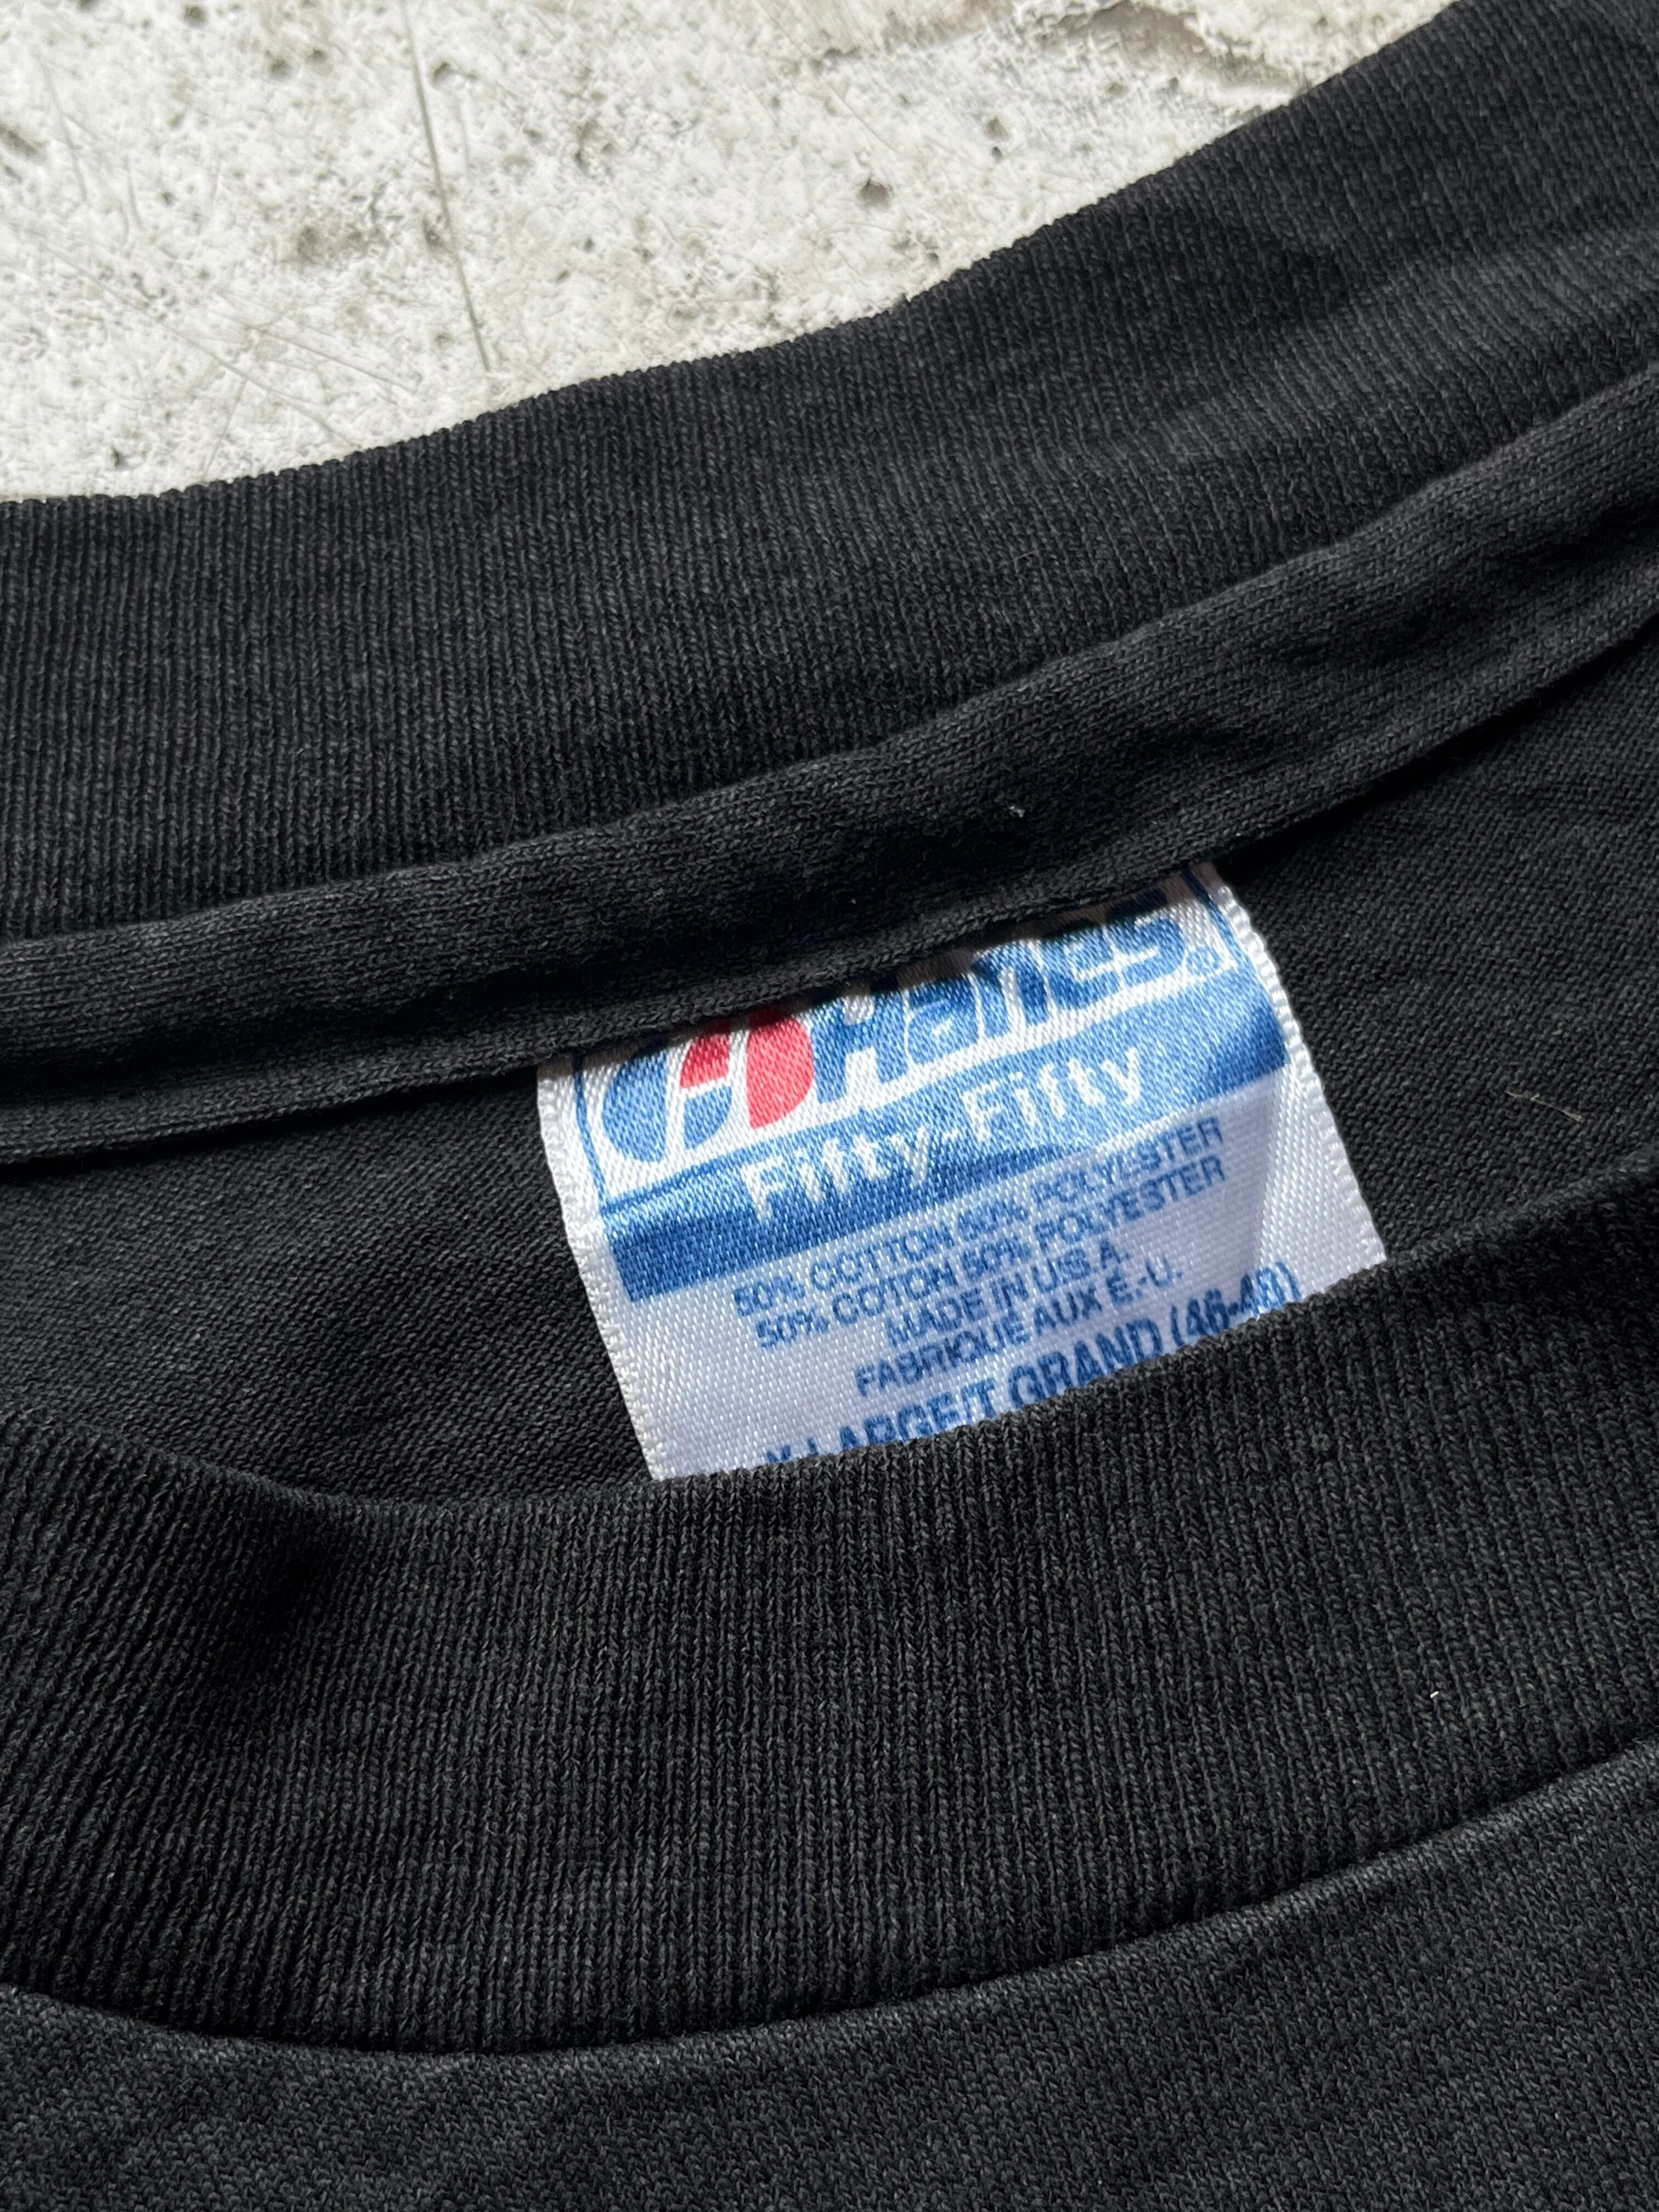 Hanes®
Fifty-Fifty
50% COTTON 50% POLYESTER
50% COTON 50% POLYESTER
MADE IN U.S.A.
FABRIQUE AUX É.-U.
X-LARGE/T GRAND (46-48)